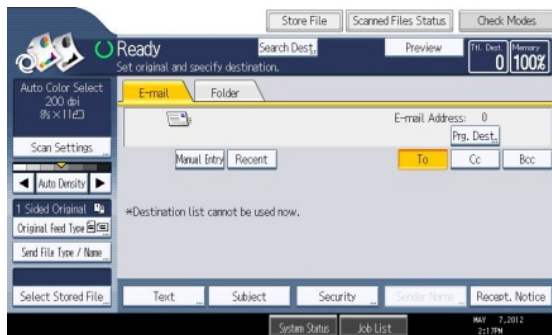 Store File
Scanned Files Status
Check Modes
Ready
Search Dest.
Preview
Ttl. Dest.
0
Memory
100%
Set original and specify destination.
Auto Color Select
200 dpi
8½×11
E-mail
Folder
E-mail Address: 0
Prg. Dest.
Scan Settings
Manual Entry
Recent
To
Cc
Bcc
Auto Density
1 Sided Original
*Destination list cannot be used now.
Original Feed Type
Send File Type / Name
Select Stored File
Text
Subject
Security
Sender Name
Recept. Notice
System Status
Job List
MAY 7,2012
2:17PM